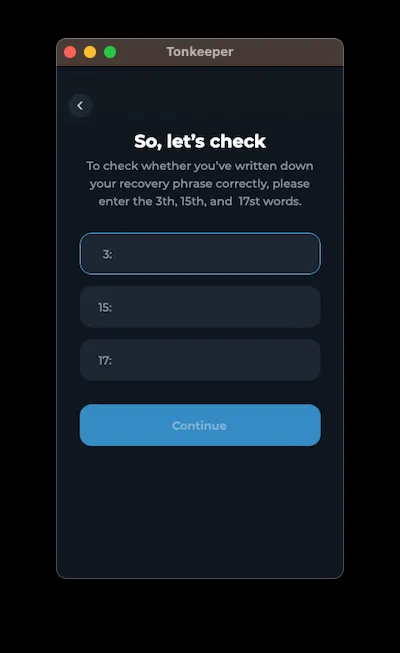 Tonkeeper
So, let's check
To check whether you've written down
your recovery phrase correctly, please
enter the 3th, 15th, and  17st words.
3:
15:
17:
Continue